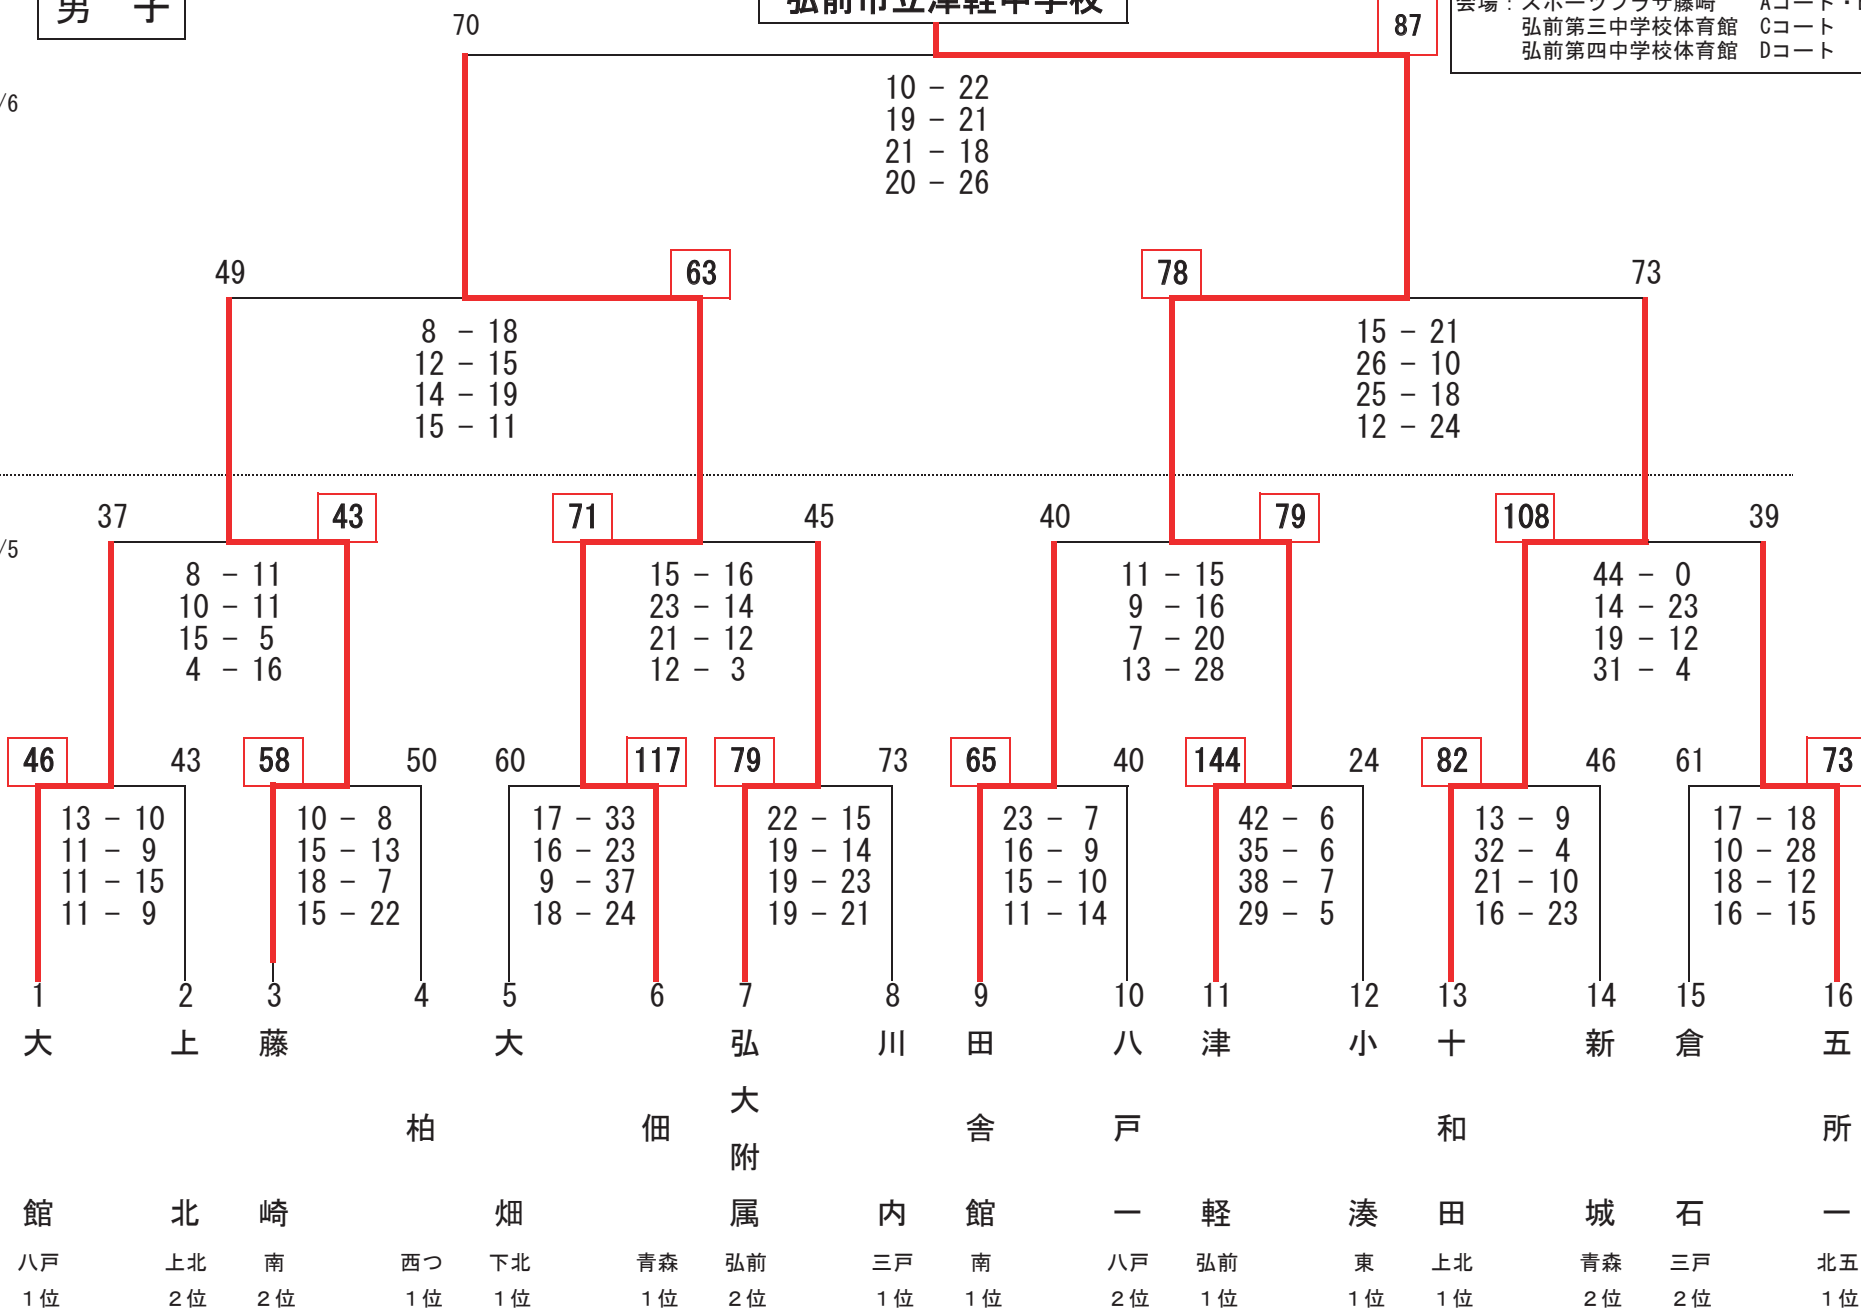 男 子
弘前市立津軽中学校
会場：スポーツプラザ藤崎 Aコート・
弘前第三中学校体育館 Cコート
弘前第四中学校体育館 Dコート
70
87
/6
10 － 22
19 － 21
21 － 18
20 － 26
49
63
78
73
8 － 18
12 － 15
14 － 19
15 － 11
15 － 21
26 － 10
25 － 18
12 － 24
/5
37
43
71
45
40
79
108
39
8 － 11
10 － 11
15 － 5
4 － 16
15 － 16
23 － 14
21 － 12
12 － 3
11 － 15
9 － 16
7 － 20
13 － 28
44 － 0
14 － 23
19 － 12
31 － 4
46
43
58
50
60
117
79
73
65
40
144
24
82
46
61
73
13 － 10
11 － 9
11 － 15
11 － 9
10 － 8
15 － 13
18 － 7
15 － 22
17 － 33
16 － 23
9 － 37
18 － 24
22 － 15
19 － 14
19 － 23
19 － 21
23 － 7
16 － 9
15 － 10
11 － 14
42 － 6
35 － 6
38 － 7
29 － 5
13 － 9
32 － 4
21 － 10
16 － 23
17 － 18
10 － 28
18 － 12
16 － 15
1
2
3
4
5
6
7
8
9
10
11
12
13
14
15
16
大館
上北
藤崎
柏
大畑
佃
弘大附属
川内
田舎館
八戸一
津軽
小湊
十和田
新城
倉石
五所一
八戸
上北
南
西つ
下北
青森
弘前
三戸
南
八戸
弘前
東
上北
青森
三戸
北五
１位
２位
２位
１位
１位
１位
２位
１位
１位
２位
１位
１位
１位
２位
２位
１位